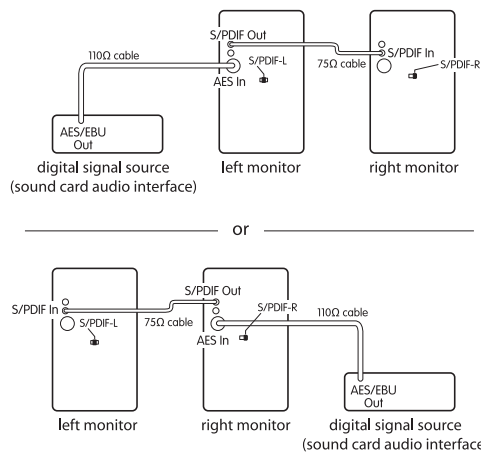 S/PDIF Out
110Ω cable
S/PDIF-L
AES In
75Ω cable
S/PDIF In
S/PDIF-R
AES/EBU
Out
digital signal source
(sound card audio interface)
left monitor
right monitor
or
S/PDIF In
S/PDIF-L
75Ω cable
S/PDIF Out
S/PDIF-R
AES In
110Ω cable
AES/EBU
Out
left monitor
right monitor
digital signal source
(sound card audio interface